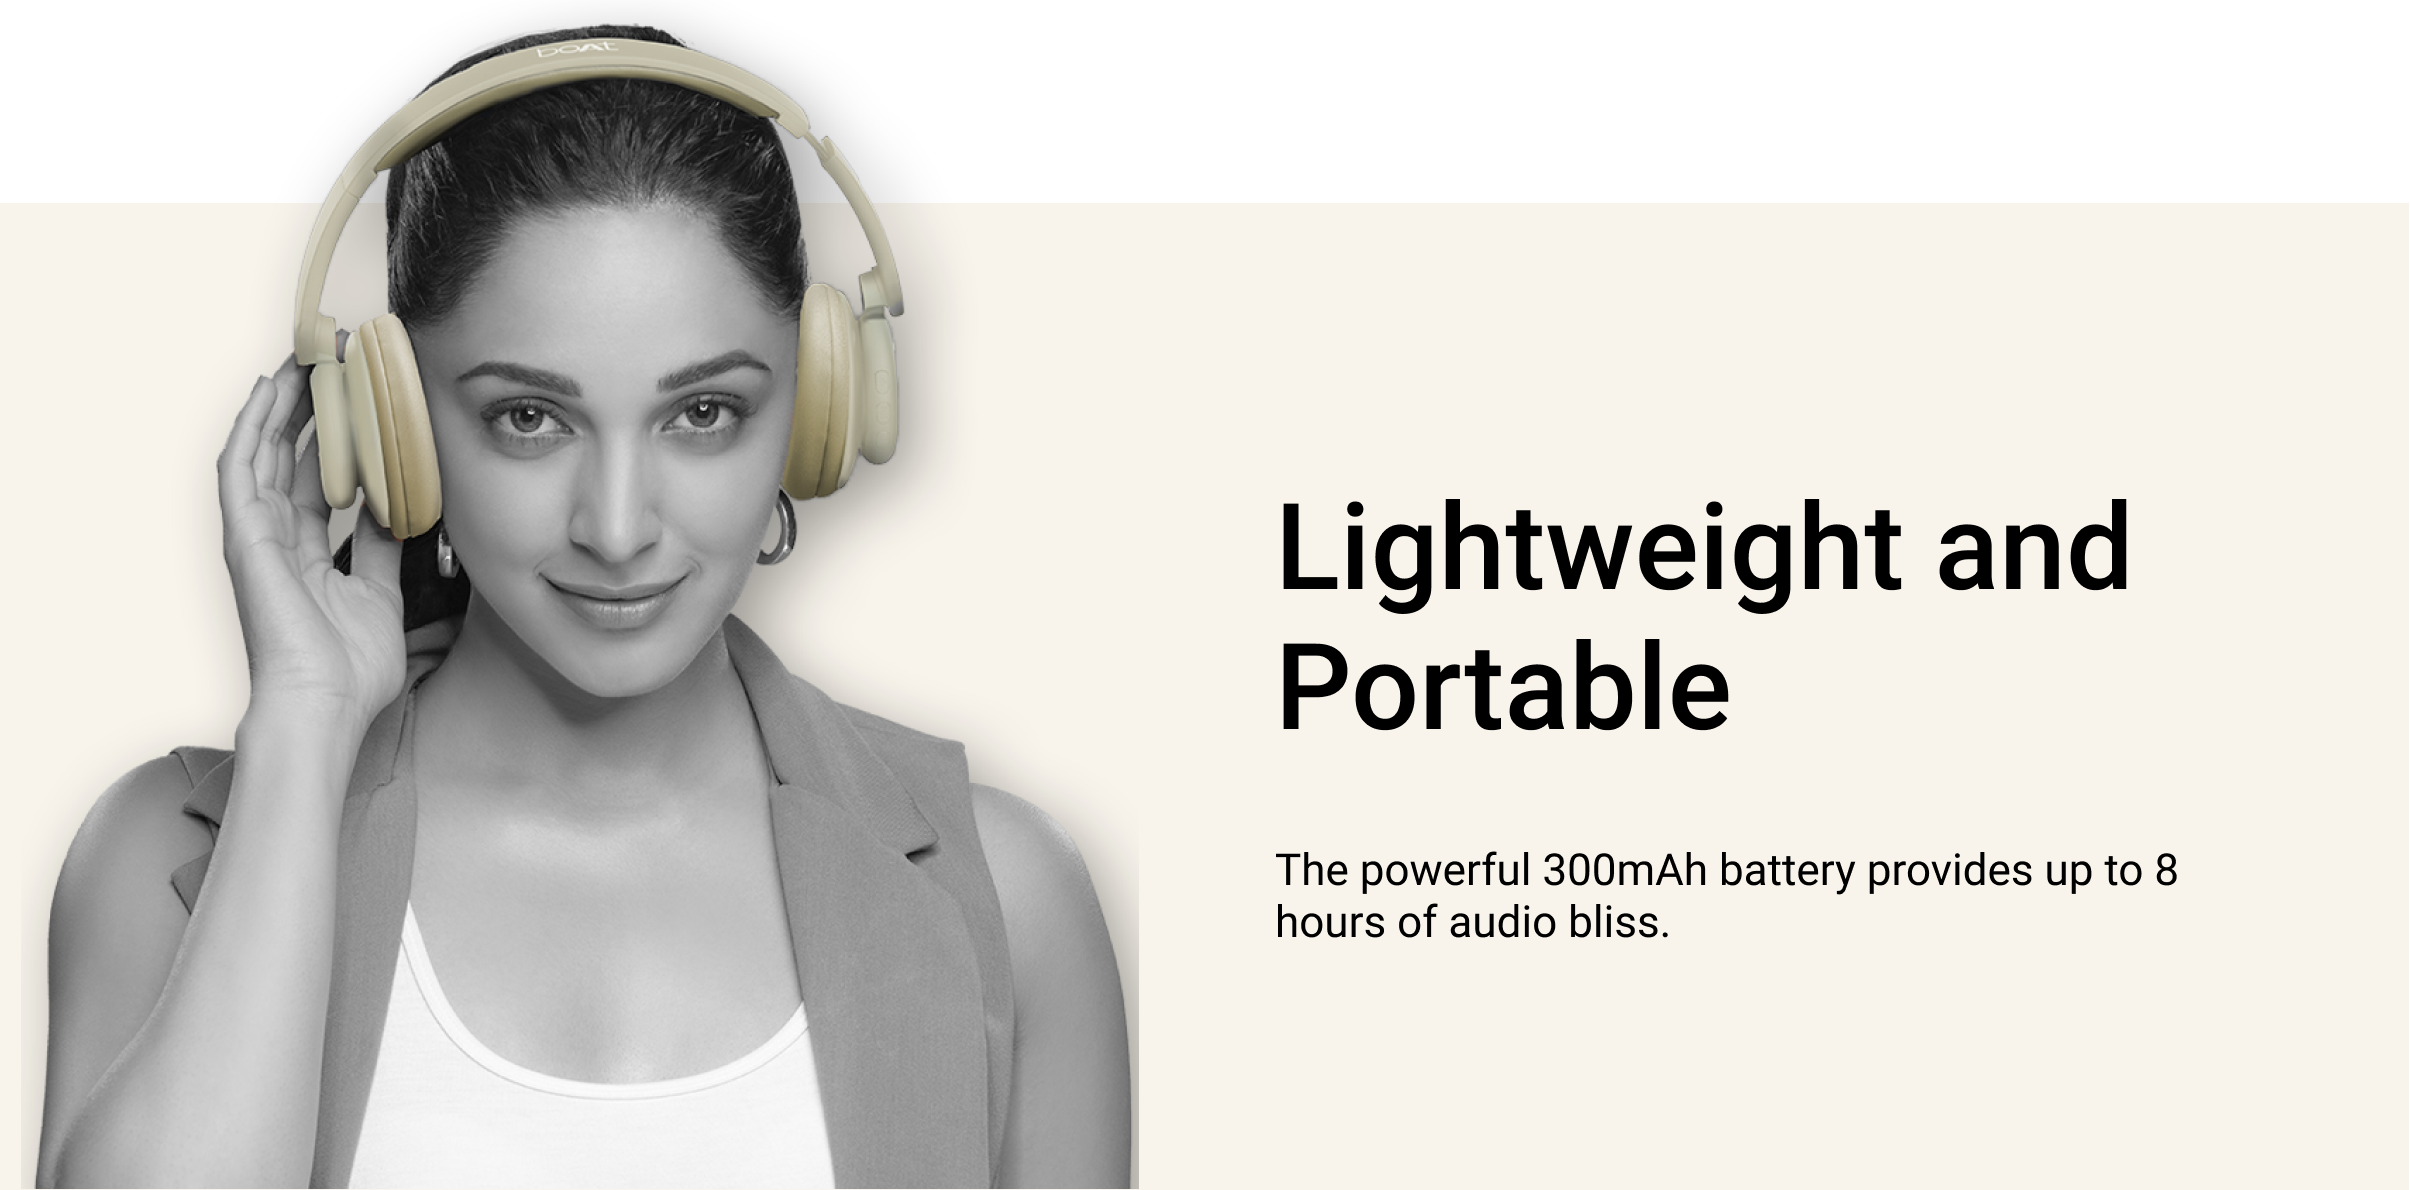 boAt
Lightweight and
Portable
The powerful 300mAh battery provides up to 8
hours of audio bliss.